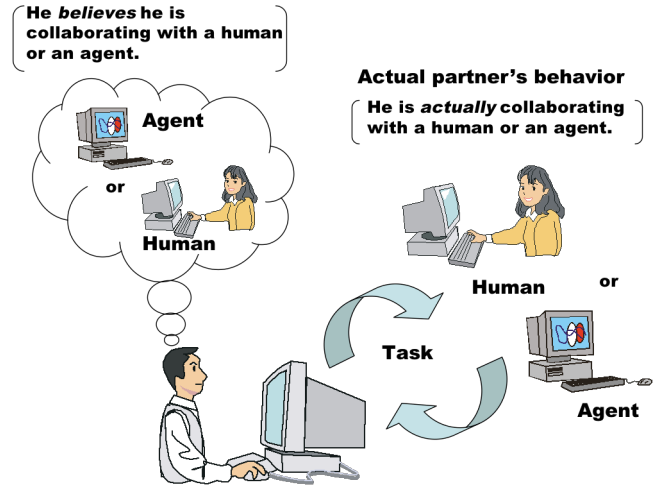 He believes he is
collaborating with a human
or an agent.
Agent
or
Human
Actual partner's behavior
He is actually collaborating
with a human or an agent.
Human
or
Task
Agent